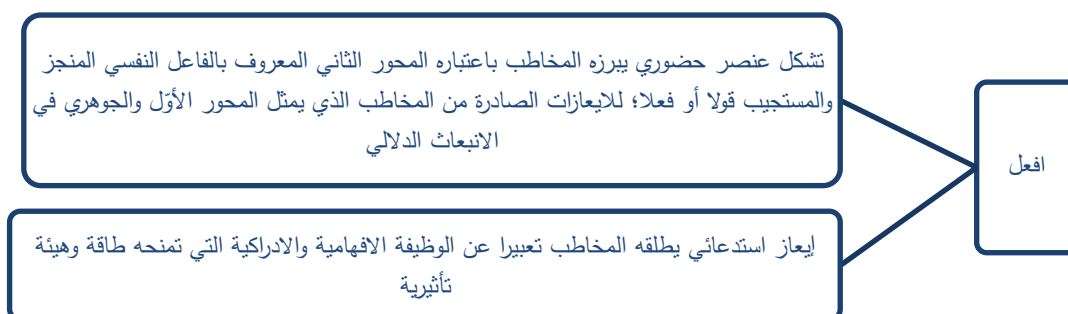 افعل
تشكل عنصر حضوري يبرزه المخاطب باعتباره المحور الثاني المعروف بالفاعل النفسي المنجز
والمستجيب قولا أو فعلا؛ للايعازات الصادرة من المخاطب الذي يمثل المحور الأوّل والجوهري في
الانبعاث الدلالي
إيعاز استدعائي يطلقه المخاطب تعبيرا عن الوظيفة الافهامية والادراكية التي تمنحه طاقة وهيئة
تأثيرية